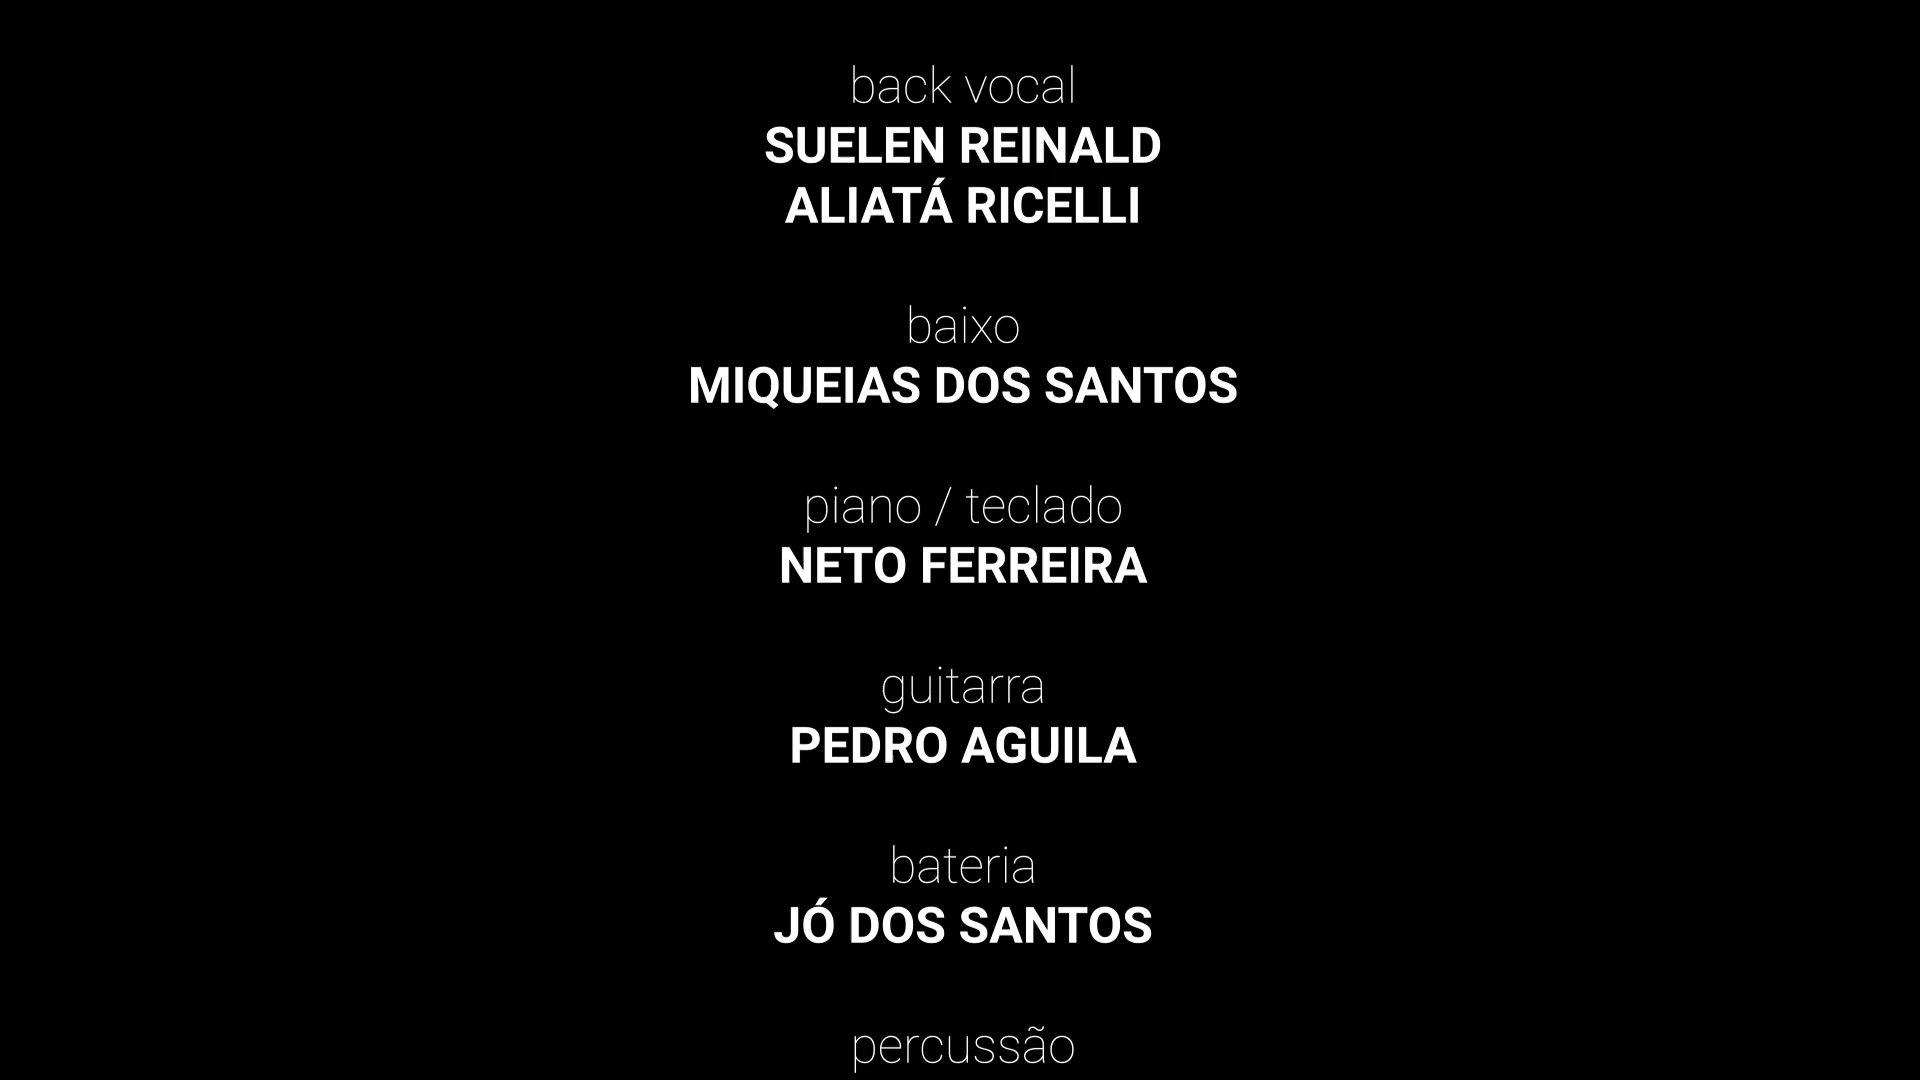 back vocal
SUELEN REINALD
ALIATÁ RICELLI
baixo
MIQUEIAS DOS SANTOS
piano / teclado
NETO FERREIRA
guitarra
PEDRO AGUILA
bateria
JÓ DOS SANTOS
percussão